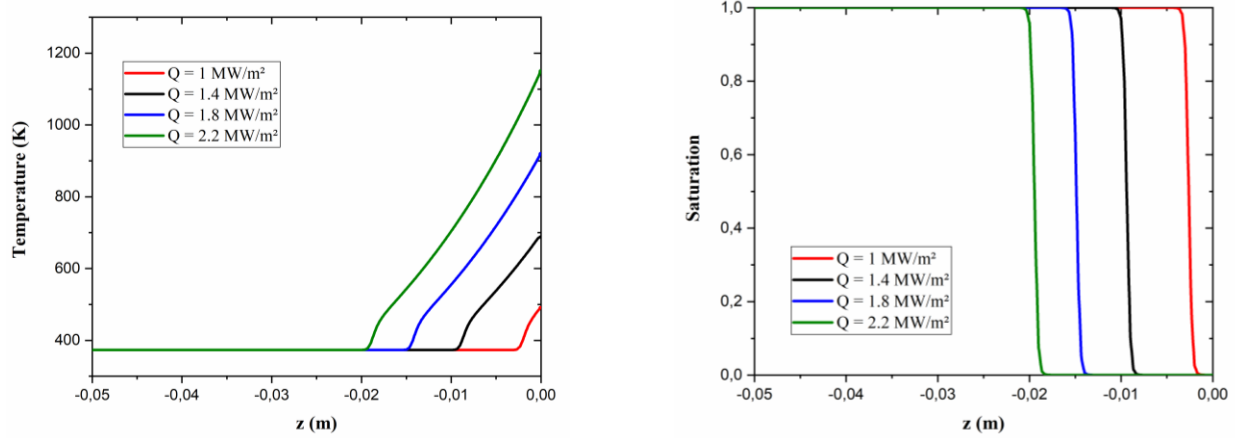 1200
1000
800
600
400
Temperature (K)
Q = 1 MW/m²
Q = 1.4 MW/m²
Q = 1.8 MW/m²
Q = 2.2 MW/m²
-0,05
-0,04
-0,03
-0,02
-0,01
0,00
z (m)
1,0
0,8
0,6
0,4
0,2
0,0
Saturation
Q = 1 MW/m²
Q = 1.4 MW/m²
Q = 1.8 MW/m²
Q = 2.2 MW/m²
-0,05
-0,04
-0,03
-0,02
-0,01
0,00
z (m)